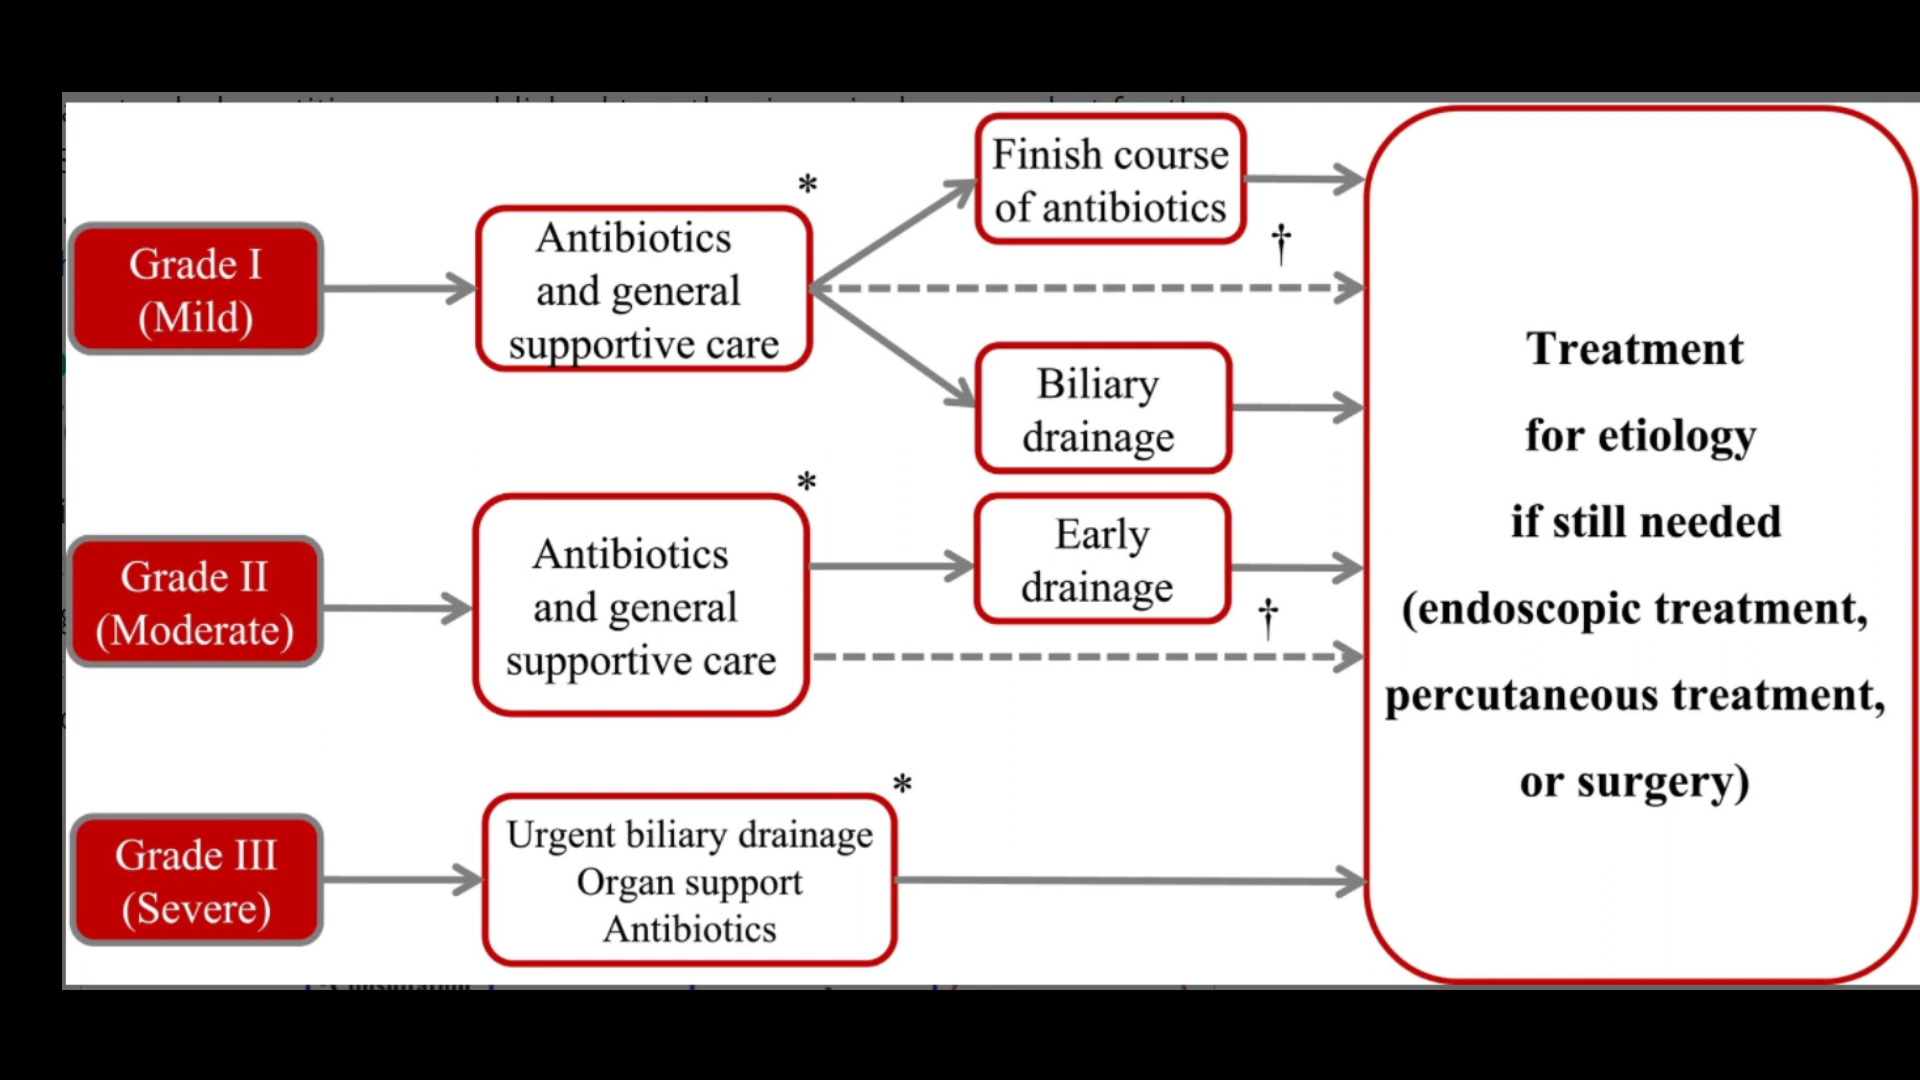 Grade I
(Mild)
Antibiotics
and general
supportive care
*
Finish course
of antibiotics
†
Biliary
drainage
Grade II
(Moderate)
Antibiotics
and general
supportive care
*
Early
drainage
†
Grade III
(Severe)
Urgent biliary drainage
Organ support
Antibiotics
*
Treatment
for etiology
if still needed
(endoscopic treatment,
percutaneous treatment,
or surgery)